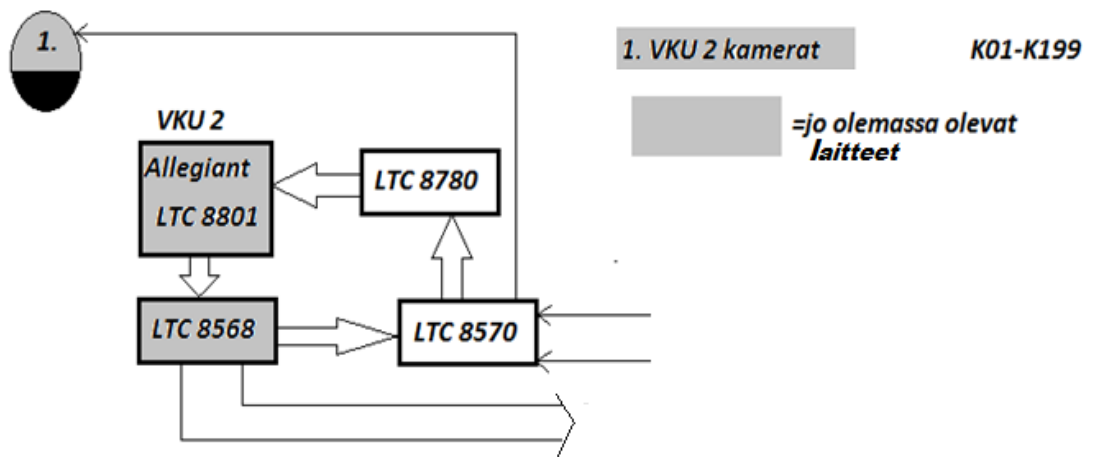 1.
1. VKU 2 kamerat K01-K199
=jo olemassa olevat
laitteet
VKU 2
Allegiant
LTC 8801
LTC 8780
LTC 8568
LTC 8570